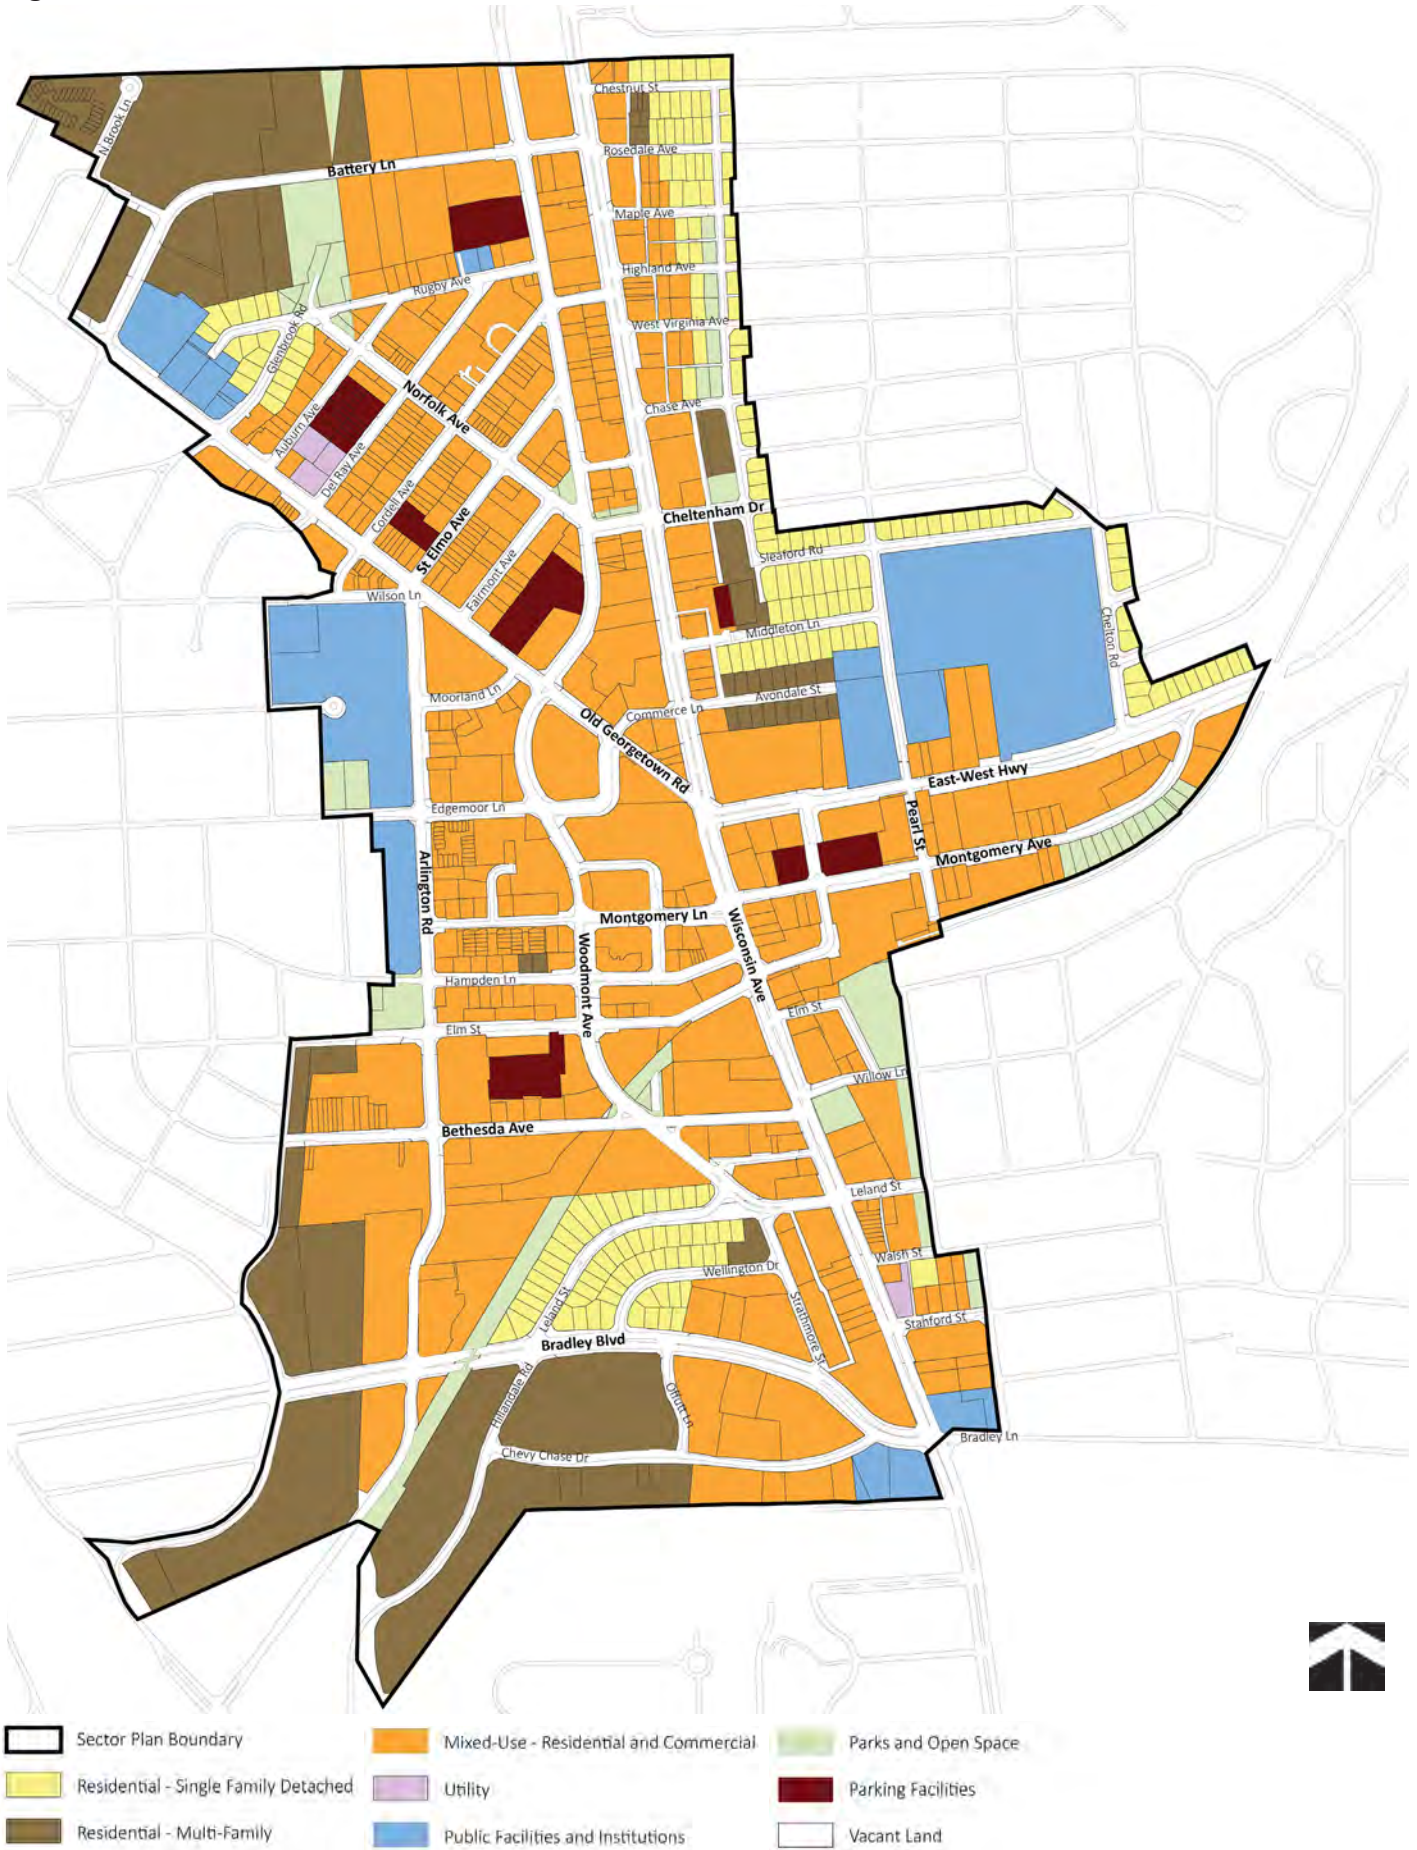 Chestnut St
N Brook Ln
Rosedale Ave
Battery Ln
Maple Ave
Highland Ave
Rugby Ave
West Virginia Ave
Glenbrook Rd
Norfolk Ave
Chase Ave
Auburn Ave
Del Ray Ave
Cordell Ave
St Elmo Ave
Cheltenham Dr
Sleaford Rd
Fairmont Ave
Wilson Ln
Middleton Ln
Chelton Rd
Moorland Ln
Avondale St
Commerce Ln
Old Georgetown Rd
East-West Hwy
Edgemoor Ln
Pearl St
Montgomery Ave
Arlington Rd
Montgomery Ln
Wisconsin Ave
Woodmont Ave
Hampden Ln
Elm St
Elm St
Willow Ln
Bethesda Ave
Leland St
Walsh St
Wellington Dr
Leland St
Strathmore St
Stanford St
Bradley Blvd
Hillandale Rd
Offutt Ln
Bradley Ln
Chevy Chase Dr
Sector Plan Boundary
Mixed-Use - Residential and Commercial
Parks and Open Space
Residential - Single Family Detached
Utility
Parking Facilities
Residential - Multi-Family
Public Facilities and Institutions
Vacant Land